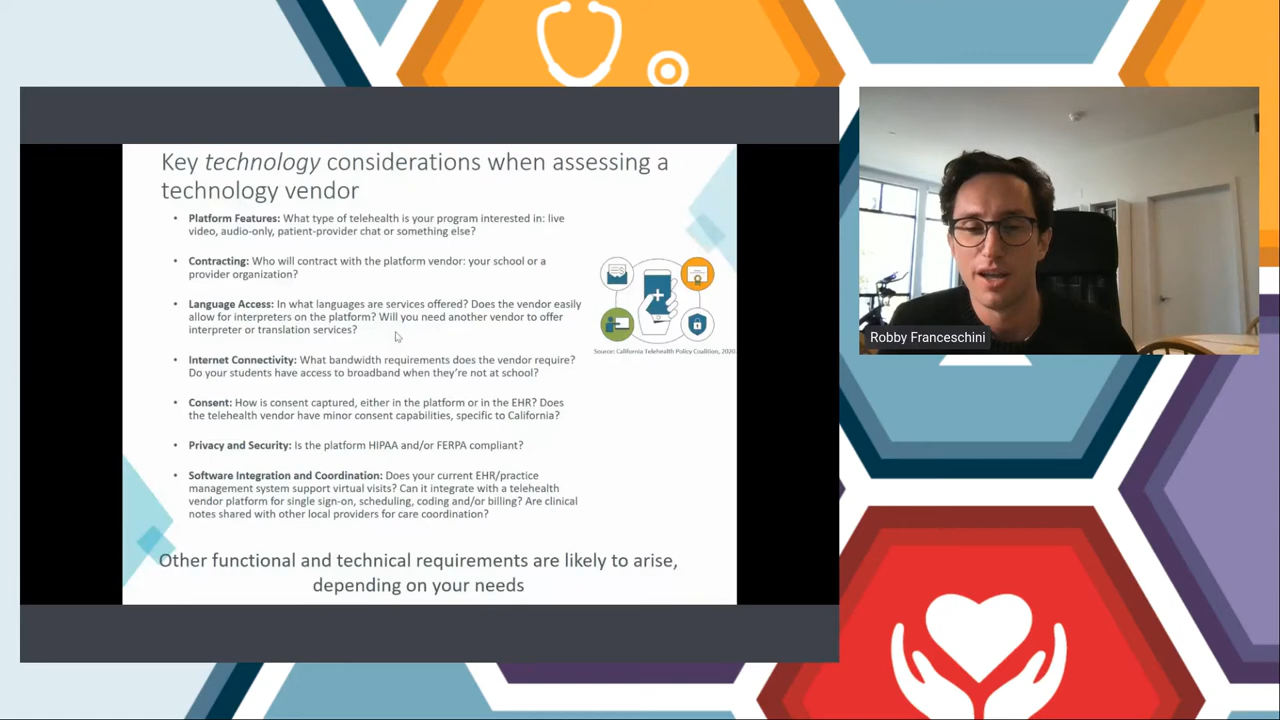 Key technology considerations when assessing a
technology vendor
• Platform Features: What type of telehealth is your program interested in: live
video, audio-only, patient-provider chat or something else?
• Contracting: Who will contract with the platform vendor: your school or a
provider organization?
• Language Access: In what languages are services offered? Does the vendor easily
allow for interpreters on the platform? Will you need another vendor to offer
interpreter or translation services?
• Internet Connectivity: What bandwidth requirements does the vendor require?
Do your students have access to broadband when they're not at school?
• Consent: How is consent captured, either in the platform or in the EHR? Does
the telehealth vendor have minor consent capabilities, specific to California?
• Privacy and Security: Is the platform HIPAA and/or FERPA compliant?
• Software Integration and Coordination: Does your current EHR/practice
management system support virtual visits? Can it integrate with a telehealth
vendor platform for single sign-on, scheduling, coding and/or billing? Are clinical
notes shared with other local providers for care coordination?
Source: California Telehealth Policy Coalition, 2020.
Other functional and technical requirements are likely to arise,
depending on your needs
Robby Franceschini